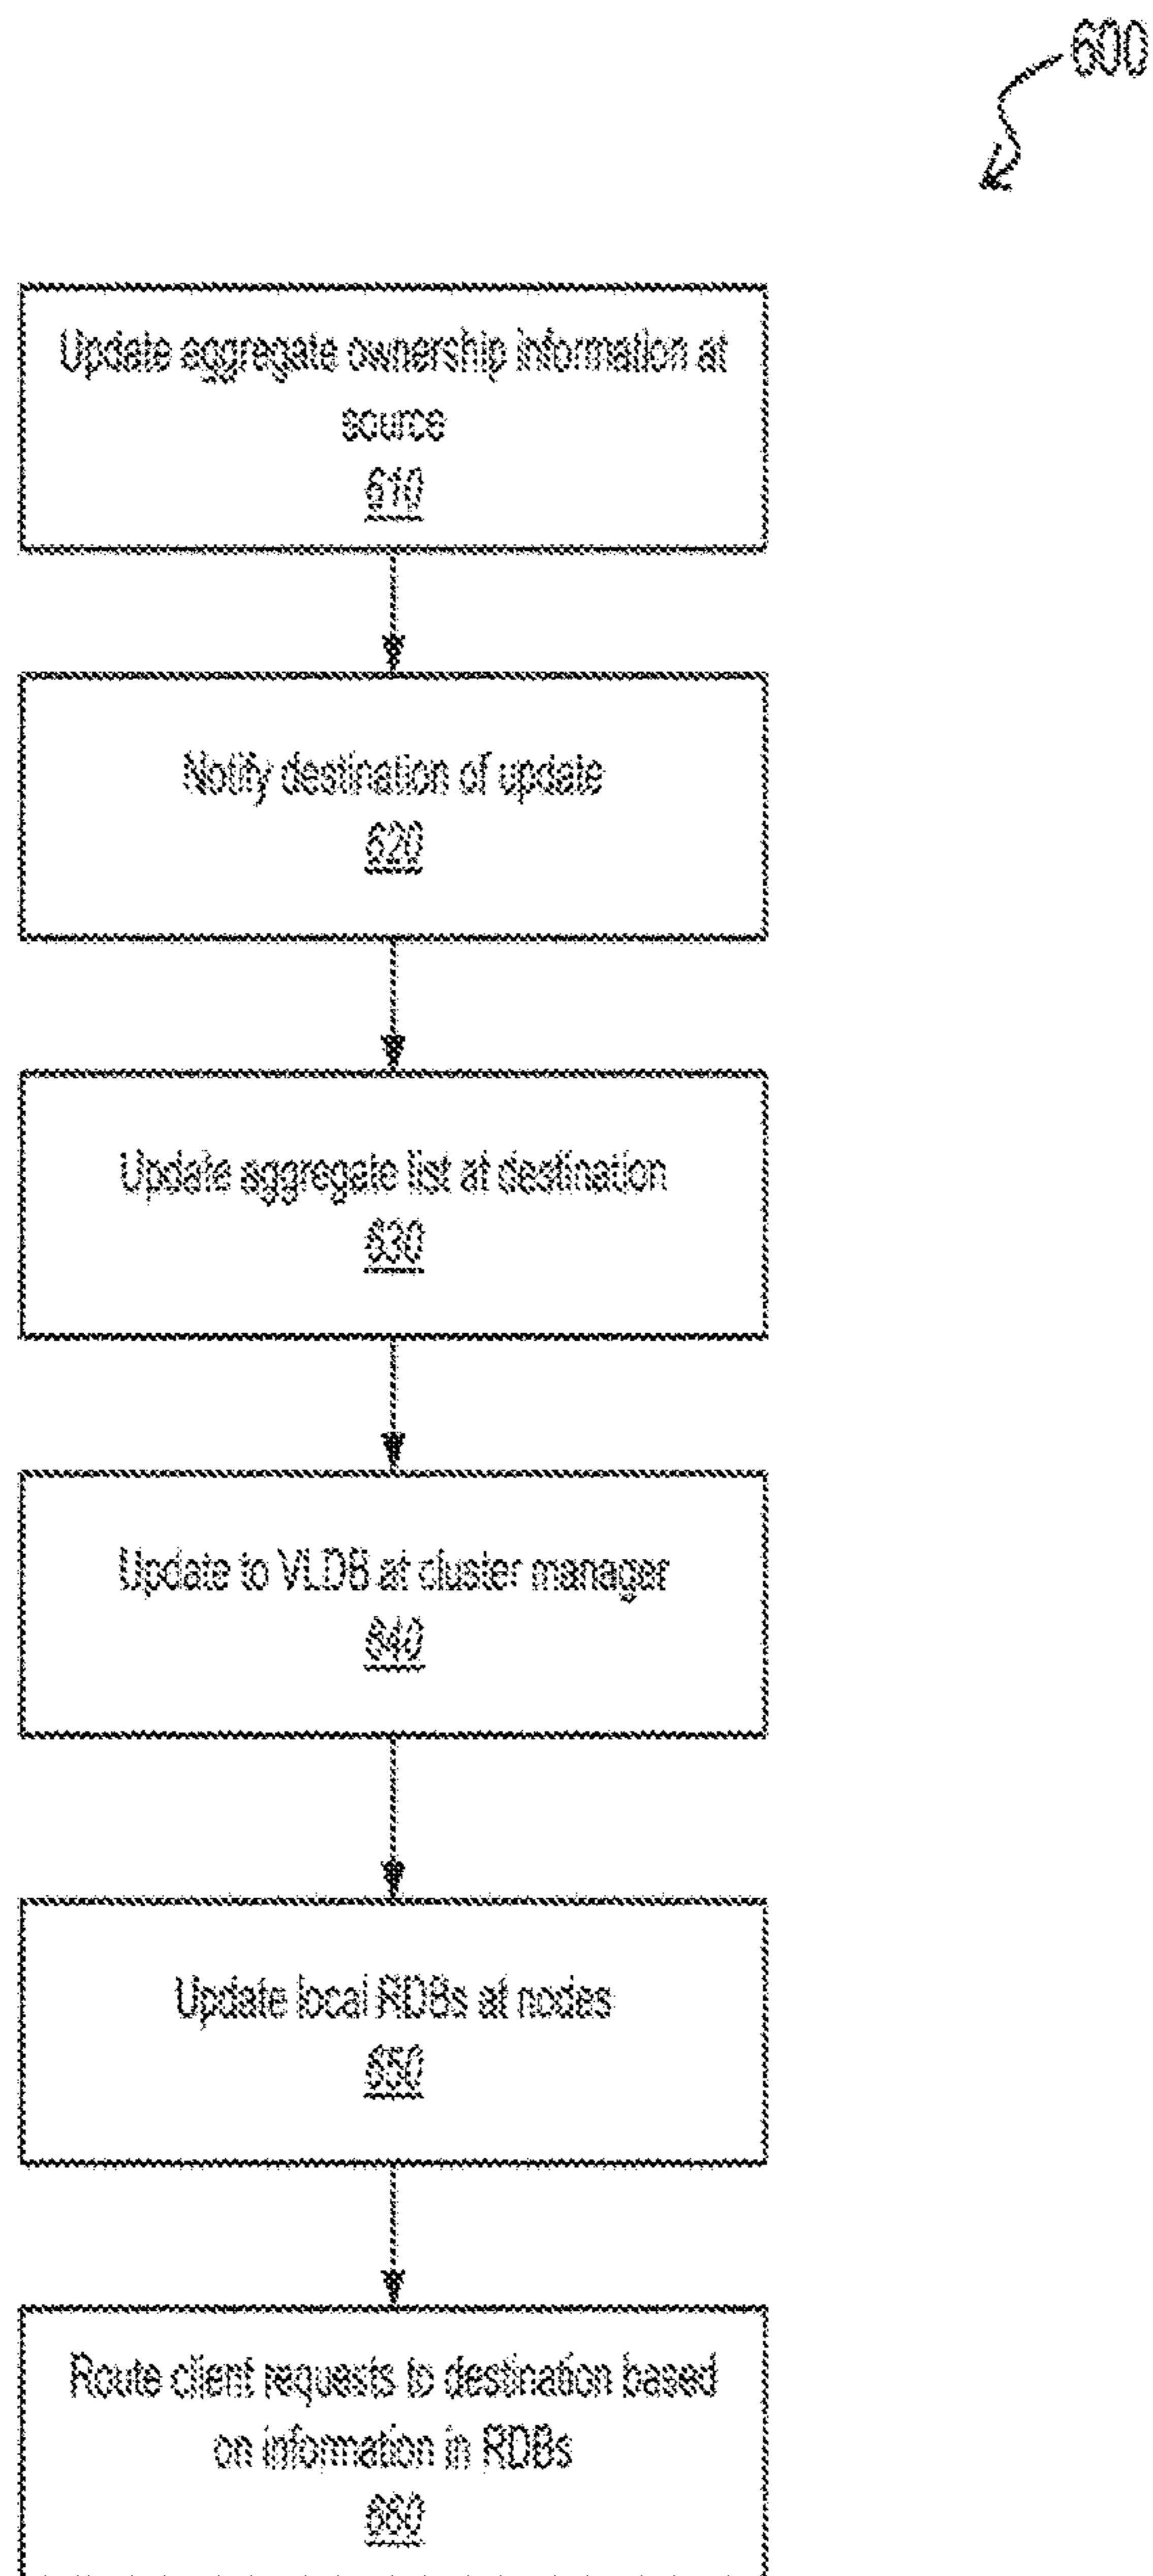 600
Update aggregate ownership information at
source
610
Notify destination of update
620
Update aggregate list at destination
630
Update to VLDB at cluster manager
640
Update local RDBs at nodes
650
Route client requests to destination based
on information in RDBs
660